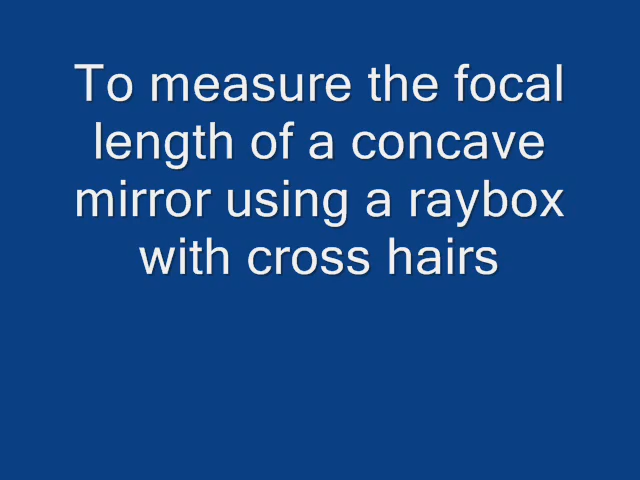 To measure the focal
length of a concave
mirror using a raybox
with cross hairs